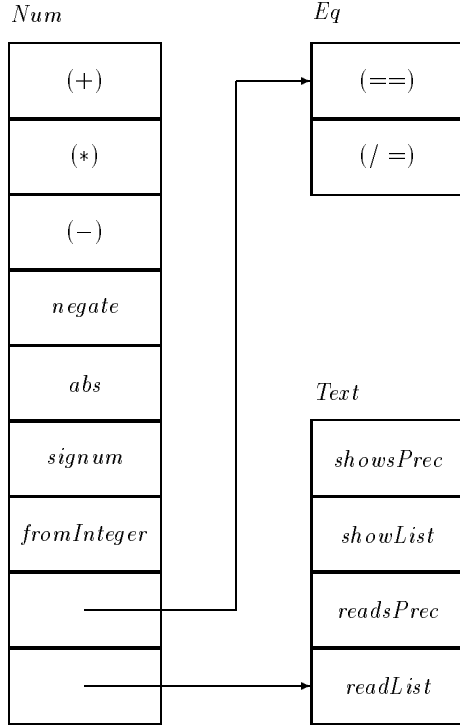 Num
(+)
(*)
(−)
negate
abs
signum
fromInteger
Eq
(==)
(/ =)
Text
showsPrec
showList
readsPrec
readList